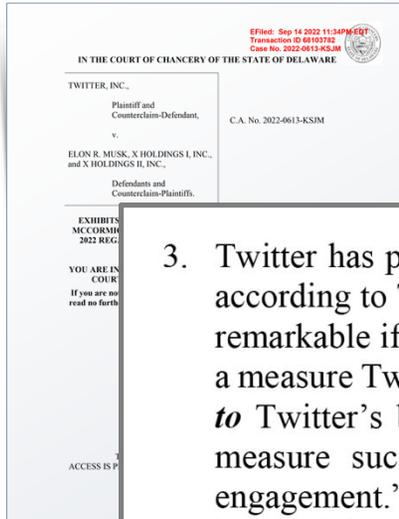 EFiled: Sep 14 2022 11:34PM EDT
Transaction ID 68103782
Case No. 2022-0613-KSJM
IN THE COURT OF CHANCERY OF THE STATE OF DELAWARE
TWITTER, INC.,
Plaintiff and
Counterclaim-Defendant,
v.
C.A. No. 2022-0613-KSJM
ELON R. MUSK, X HOLDINGS I, INC.,
and X HOLDINGS II, INC.,
Defendants and
Counterclaim-Plaintiffs.
EXHIBITS
MCCORMIC
2022 REG
YOU ARE IN
COUR
If you are no
read no furth
ACCESS IS P
3. Twitter has p
according to
remarkable if
a measure Tw
to Twitter's
measure suc
engagement.